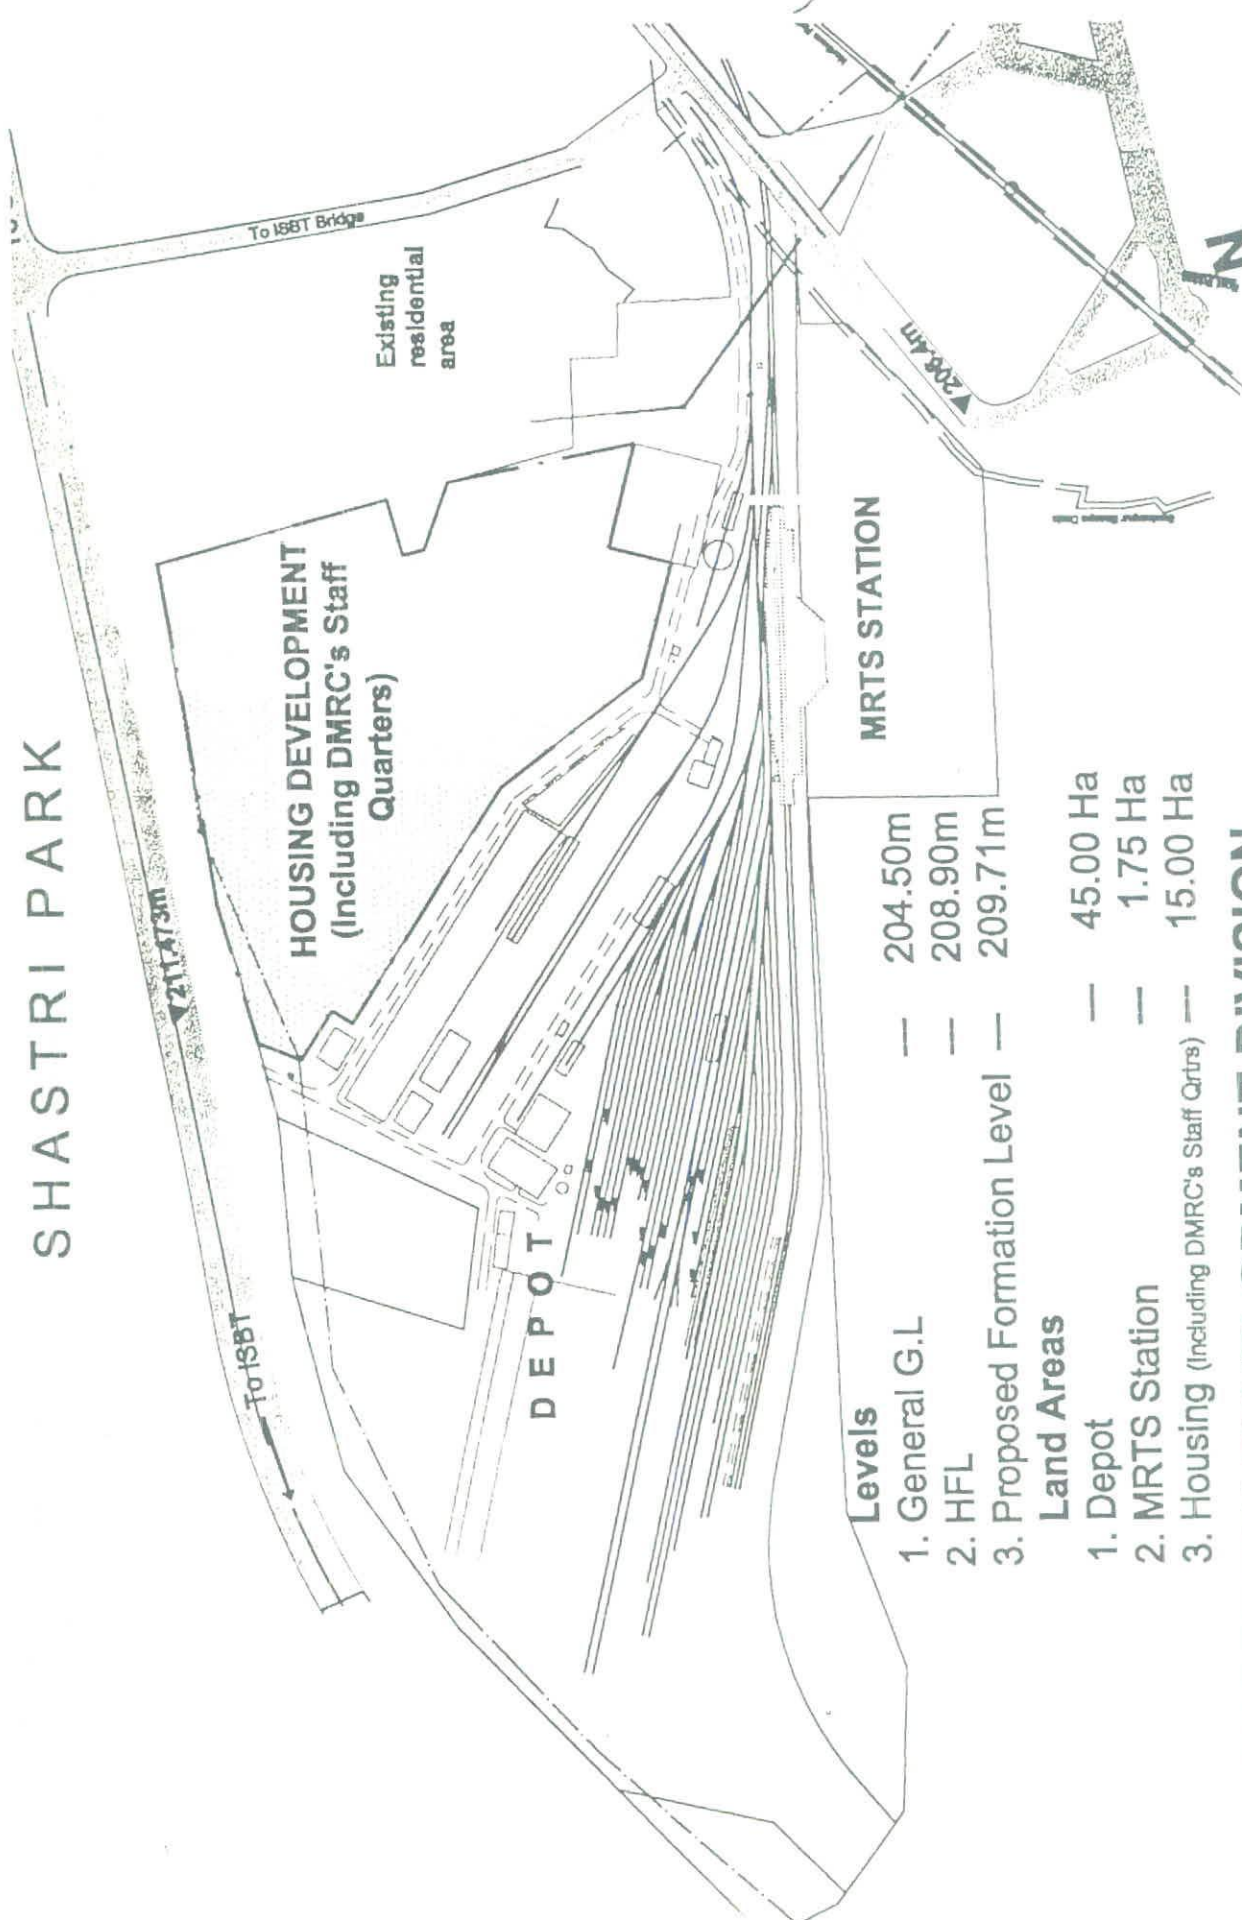 SHASTRI PARK
To ISBT Bridge
Existing
residential
area
211.473m
HOUSING DEVELOPMENT
(Including DMRC's Staff
Quarters)
To ISBT
DEPOT
MRTS STATION
Levels
1. General G.L — 204.50m
2. HFL — 208.90m
3. Proposed Formation Level — 209.71m
Land Areas
1. Depot — 45.00 Ha
2. MRTS Station — 1.75 Ha
3. Housing (Including DMRC's Staff Qrtrs) — 15.00 Ha
DIVISION
N